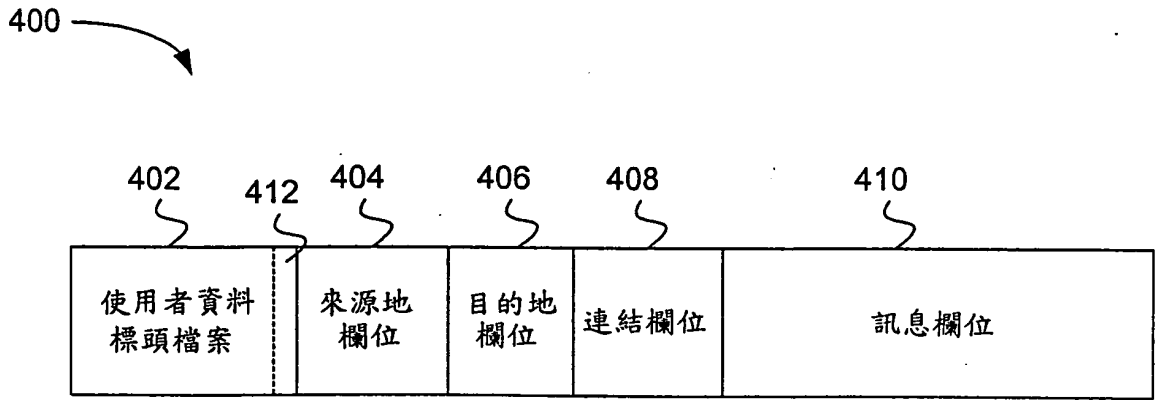 400
402
412
404
406
408
410
使用者資料
標頭檔案
來源地
欄位
目的地
欄位
連結欄位
訊息欄位